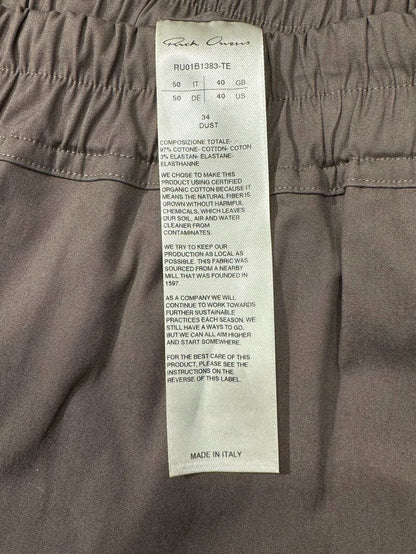 Rick Owens
RU01B1383-TE
50 IT 40 GB
50 DE 40 US
34
DUST
COMPOSIZIONE TOTALE-
97% COTONE- COTTON- COTON
3% ELASTAN- ELASTANE-
ELASTHANNE
WE CHOSE TO MAKE THIS
PRODUCT USING CERTIFIED
ORGANIC COTTON BECAUSE IT
MEANS THE NATURAL FIBER IS
GROWN WITHOUT HARMFUL
CHEMICALS, WHICH LEAVES
OUR SOIL, AIR AND WATER
CLEANER FROM
CONTAMINATES.
WE TRY TO KEEP OUR
PRODUCTION AS LOCAL AS
POSSIBLE. THIS FABRIC WAS
SOURCED FROM A NEARBY
MILL THAT WAS FOUNDED IN
159?
AS A COMPANY WE WILL
CONTINUE TO WORK TOWARDS
FURTHER SUSTAINABLE
PRACTICES EACH SEASON. WE
STILL HAVE A WAYS TO GO,
BUT WE CAN ALL AIM HIGHER
AND START SOMEWHERE.
FOR THE BEST CARE OF THIS
PRODUCT, PLEASE SEE THE
INSTRUCTIONS ON THE
REVERSE OF THIS LABEL.
MADE IN ITALY